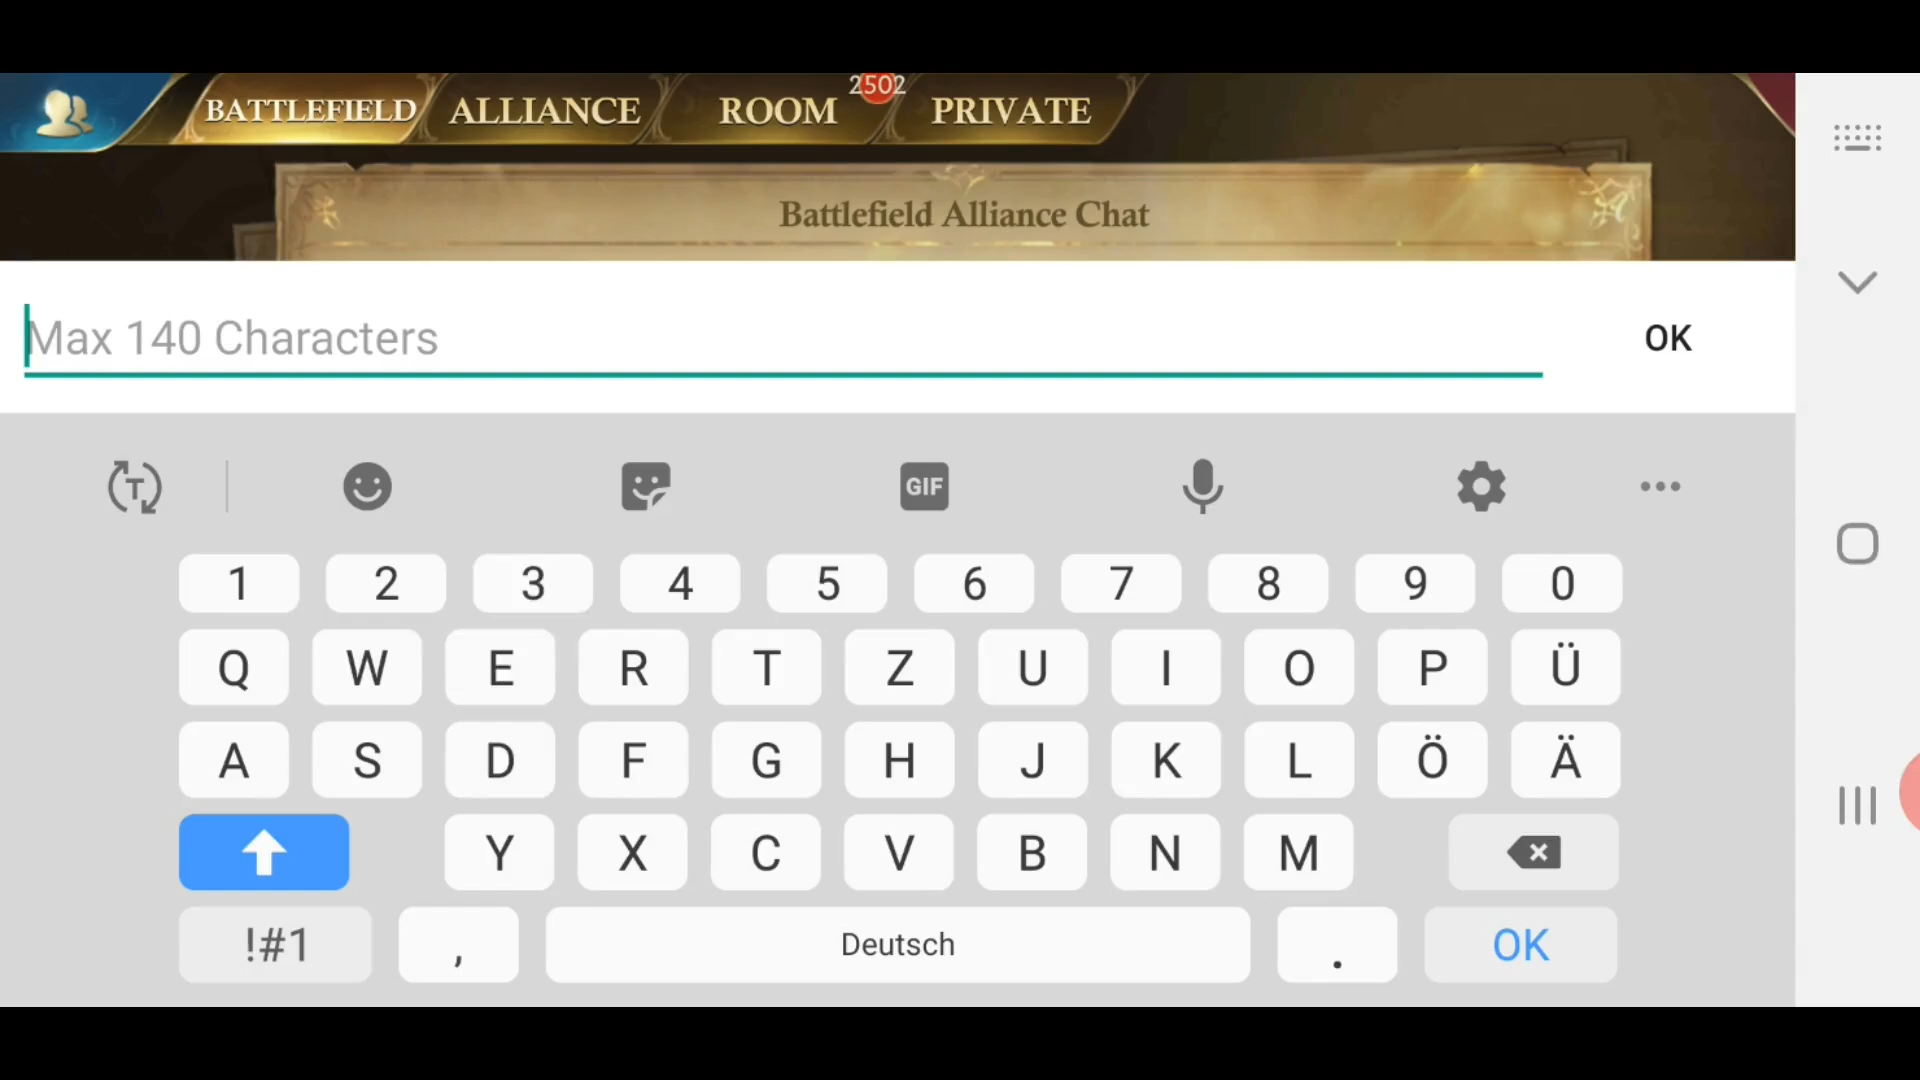 BATTLEFIELD ALLIANCE ROOM 2502 PRIVATE
Battlefield Alliance Chat
Max 140 Characters OK
T GIF
1 2 3 4 5 6 7 8 9 0
Q W E R T Z U I O P Ü
A S D F G H J K L Ö Ä
Y X C V B N M
!#1 , Deutsch . OK